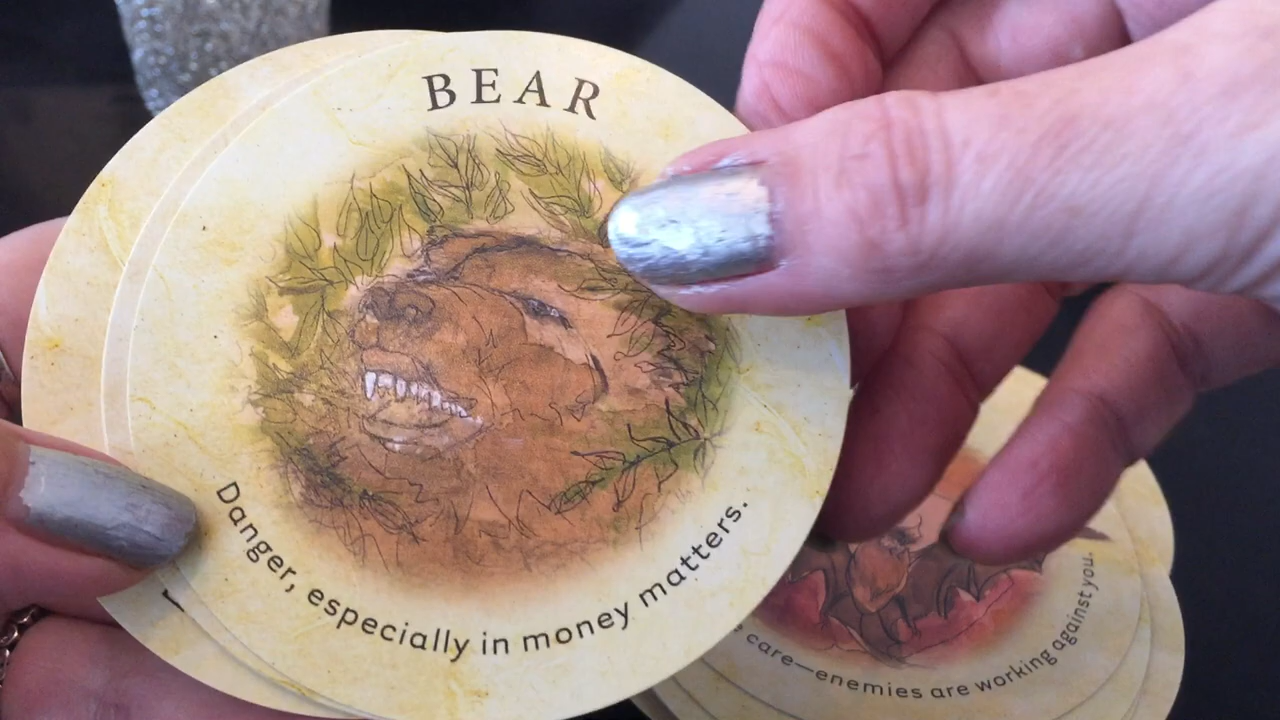 BEAR
Danger, especially in money matters.
care—enemies are working against you.